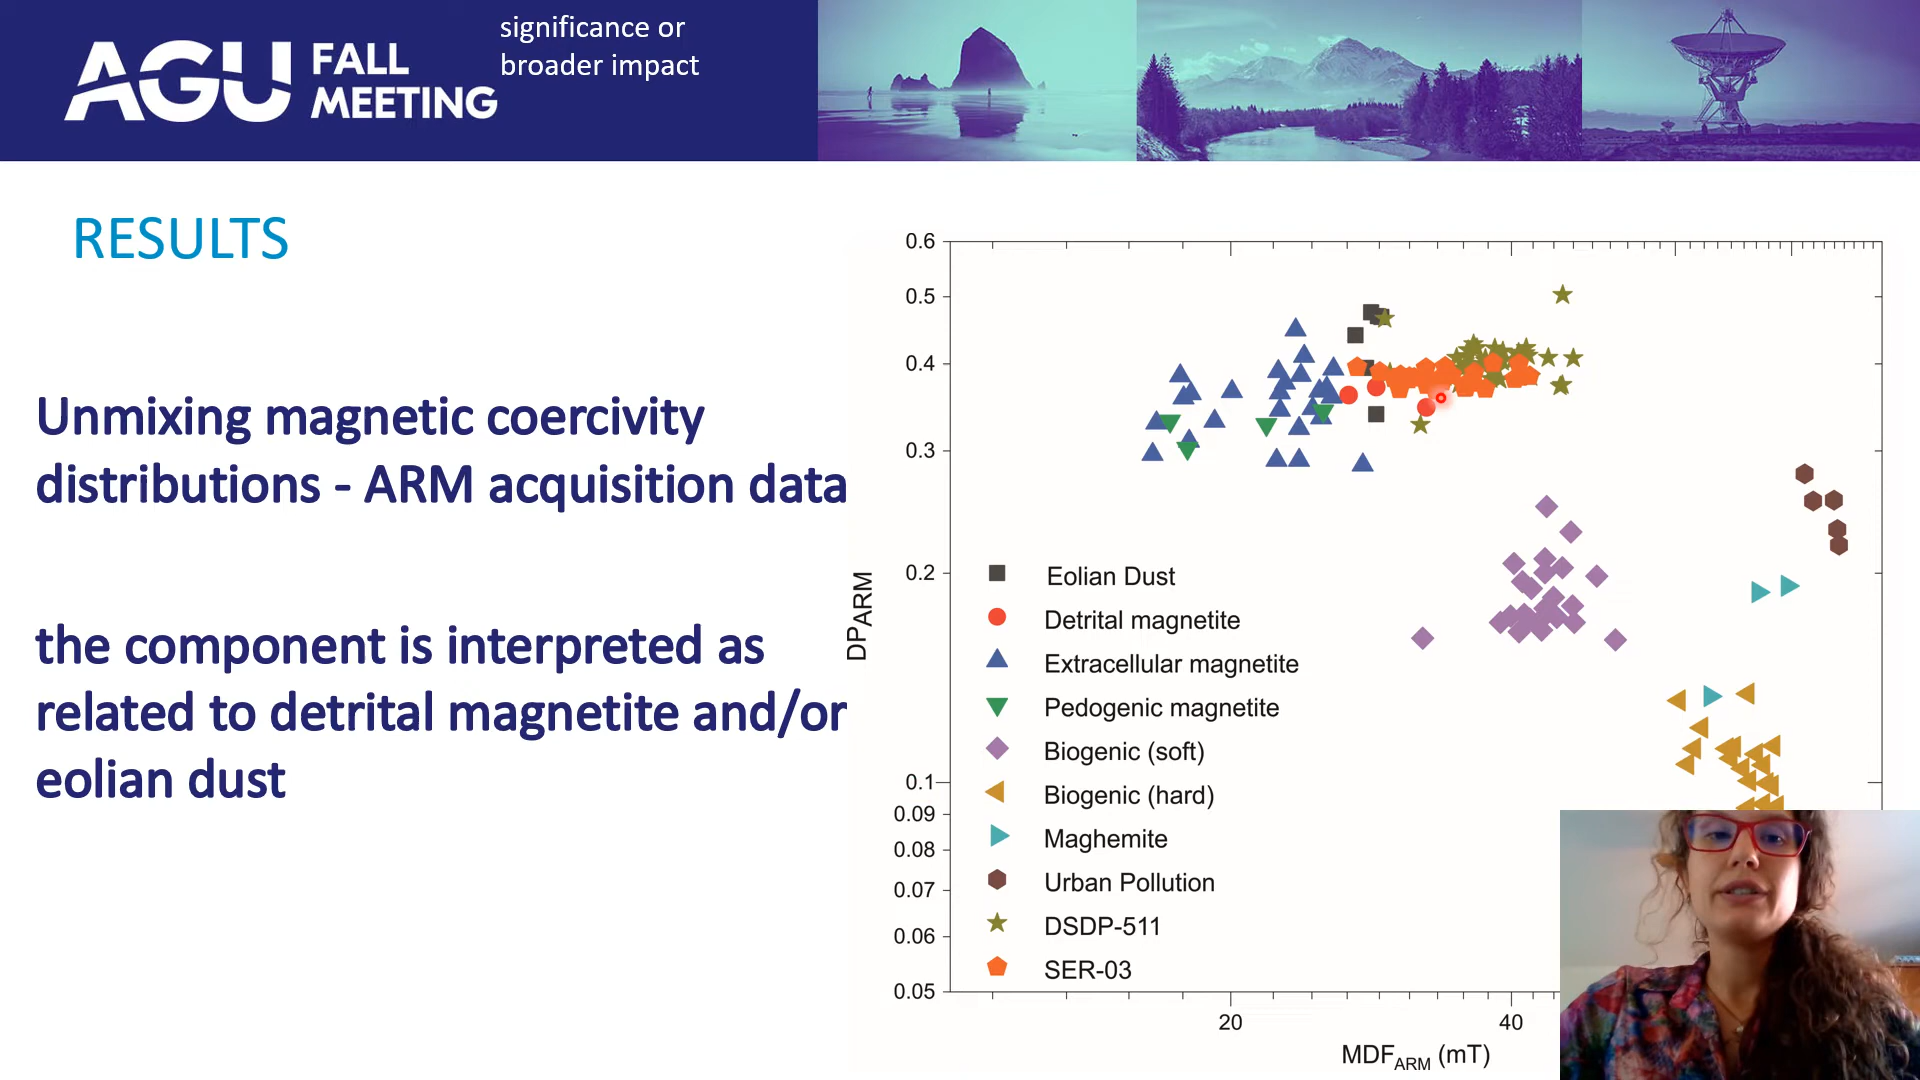 significance or
broader impact
AGU FALL
MEETING
RESULTS
Unmixing magnetic coercivity
distributions - ARM acquisition data
the component is interpreted as
related to detrital magnetite and/or
eolian dust
0.6
0.5
0.4
0.3
0.2
0.1
0.09
0.08
0.07
0.06
0.05
DPARM
Eolian Dust
Detrital magnetite
Extracellular magnetite
Pedogenic magnetite
Biogenic (soft)
Biogenic (hard)
Maghemite
Urban Pollution
DSDP-511
SER-03
20
40
MDFARM (mT)